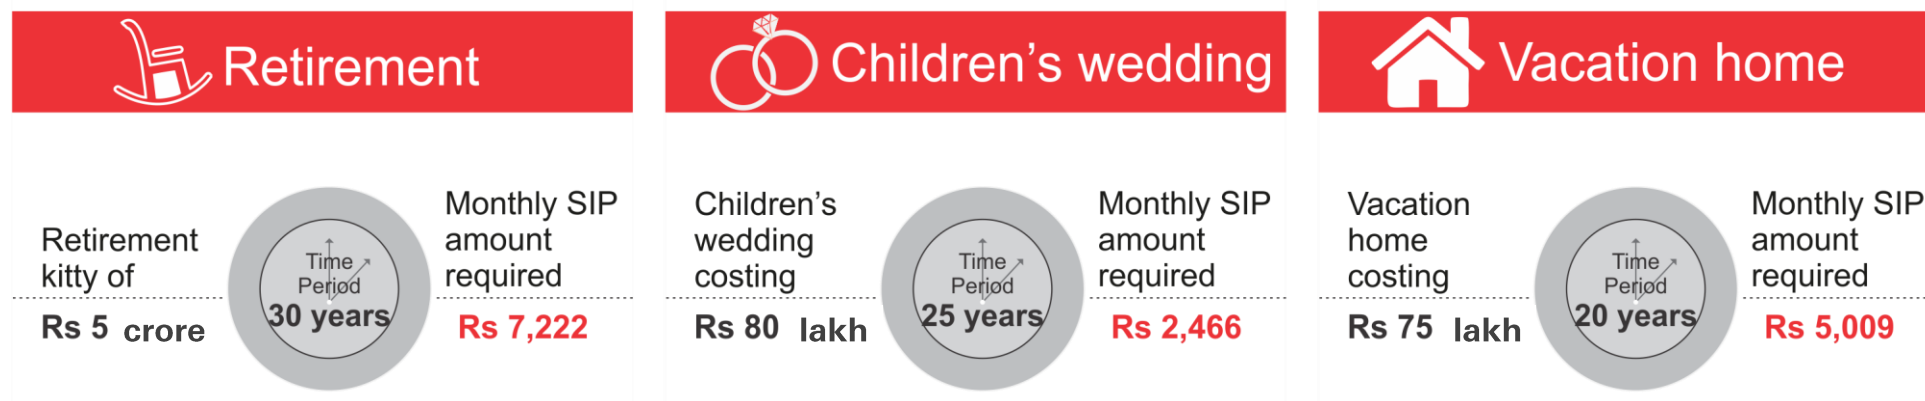 Retirement
Retirement
kitty of
Rs 5 crore
Time
Period
30 years
Monthly SIP
amount
required
Rs 7,222
Children's wedding
Children's
wedding
costing
Rs 80 lakh
Time
Period
25 years
Monthly SIP
amount
required
Rs 2,466
Vacation home
Vacation
home
costing
Rs 75 lakh
Time
Period
20 years
Monthly SIP
amount
required
Rs 5,009